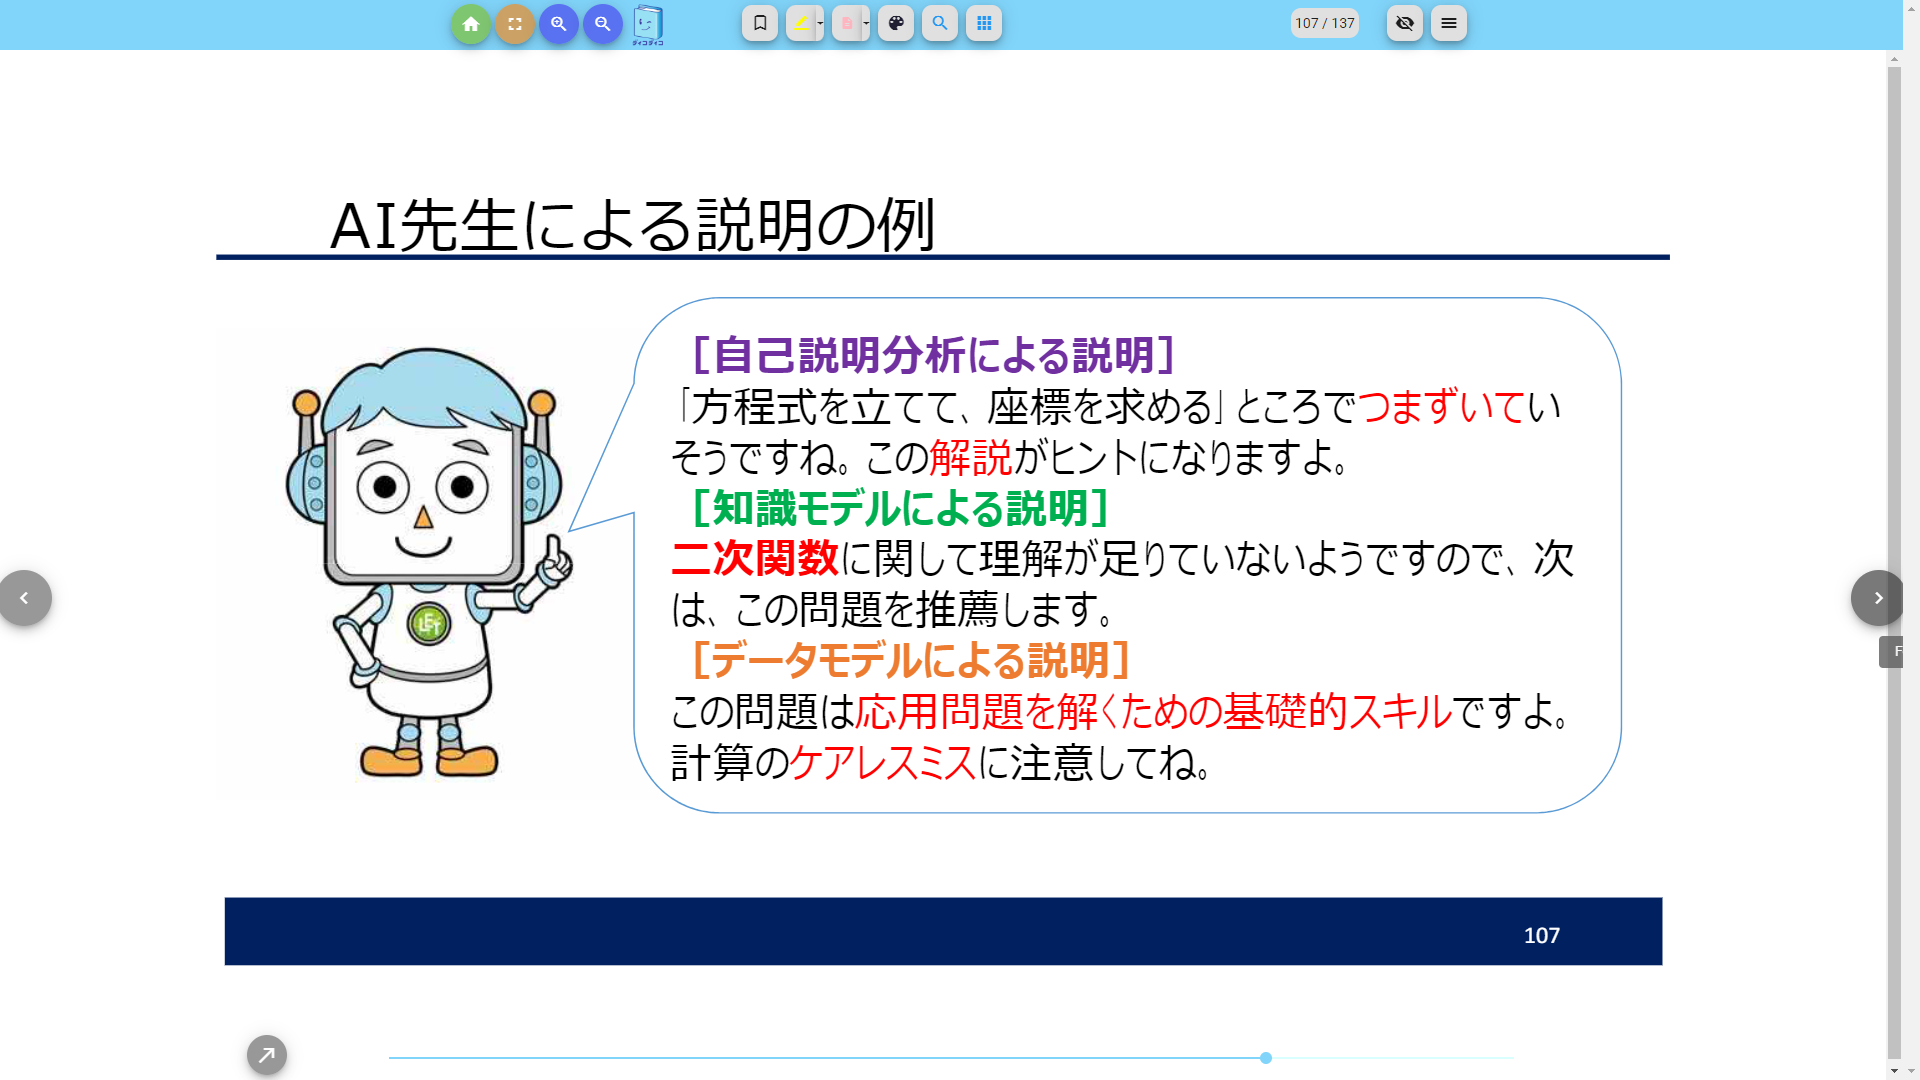 ダイコダイコ
107 / 137
AI先生による説明の例
[自己説明分析による説明]
「方程式を立てて、座標を求める」ところでつまずいてい
そうですね。この解説がヒントになりますよ。
[知識モデルによる説明]
二次関数に関して理解が足りていないようですので、次
は、この問題を推薦します。
[データモデルによる説明]
この問題は応用問題を解くための基礎的スキルですよ。
計算のケアレスミスに注意してね。
LET
F
107